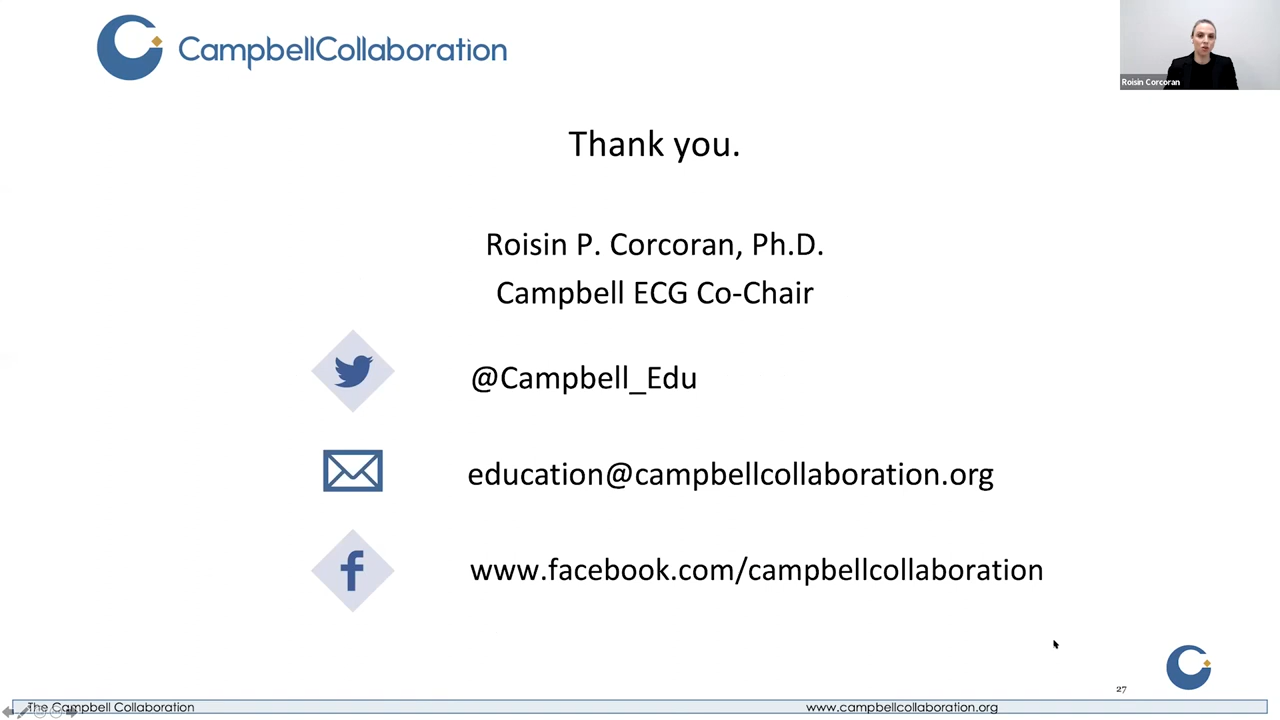 CampbellCollaboration
Roisin Corcoran
Thank you.
Roisin P. Corcoran, Ph.D.
Campbell ECG Co-Chair
@Campbell_Edu
education@campbellcollaboration.org
www.facebook.com/campbellcollaboration
27
The Campbell Collaboration
www.campbellcollaboration.org